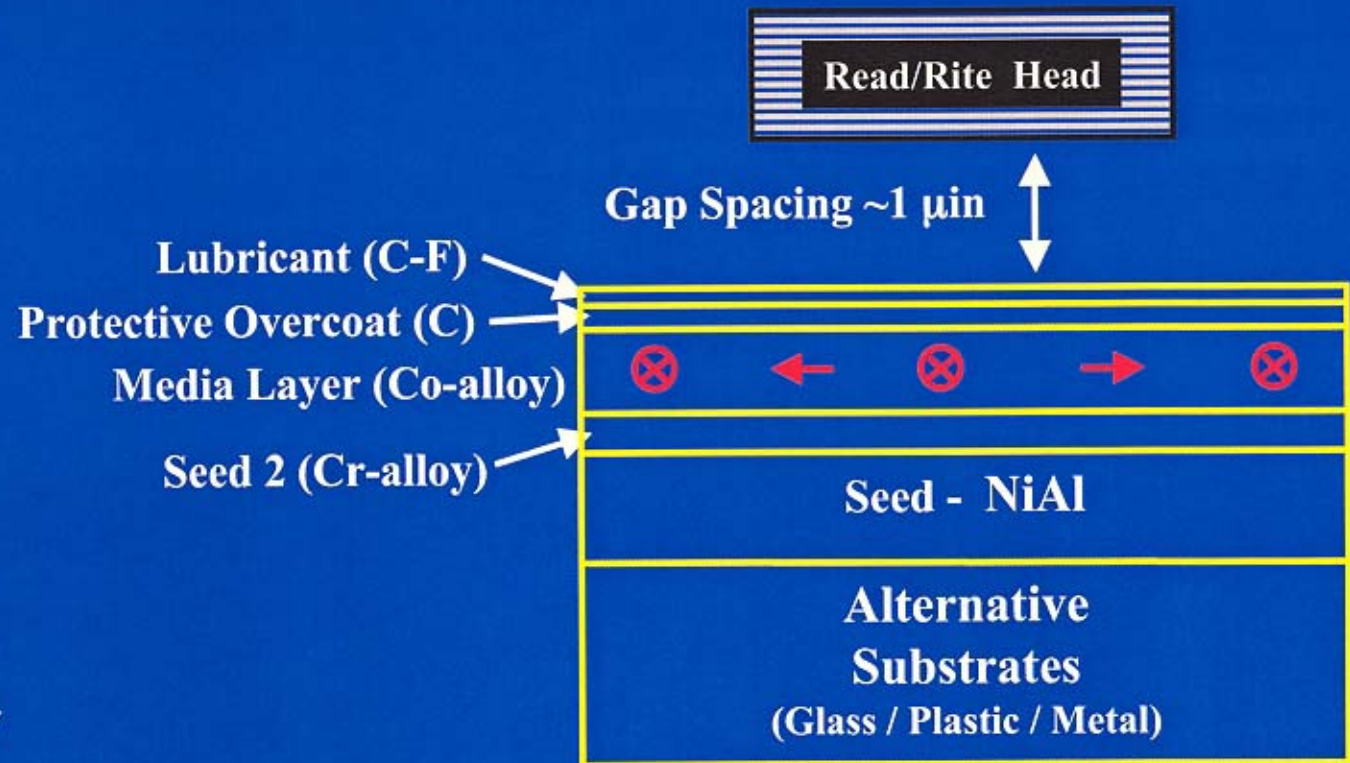 Read/Rite Head
Gap Spacing ~1 μin
Lubricant (C-F)
Protective Overcoat (C)
Media Layer (Co-alloy)
Seed 2 (Cr-alloy)
Seed - NiAl
Alternative
Substrates
(Glass / Plastic / Metal)